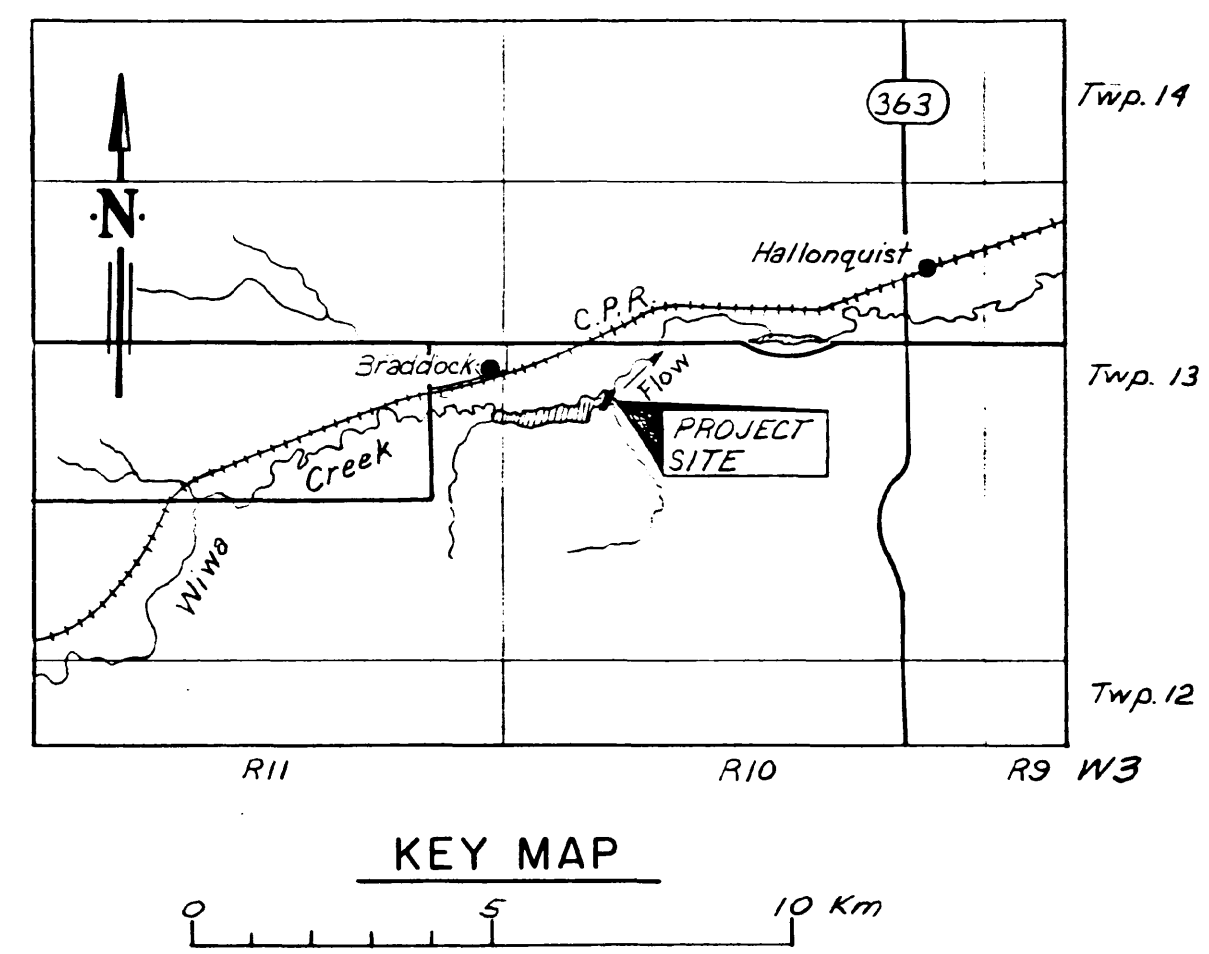 363
Twp. 14
N
Hallonquist
C.P.R.
Braddock
Twp. 13
Flow
PROJECT
SITE
Creek
Wiwa
Twp. 12
R11 R10 R9 W3
KEY MAP
0 5 10 Km